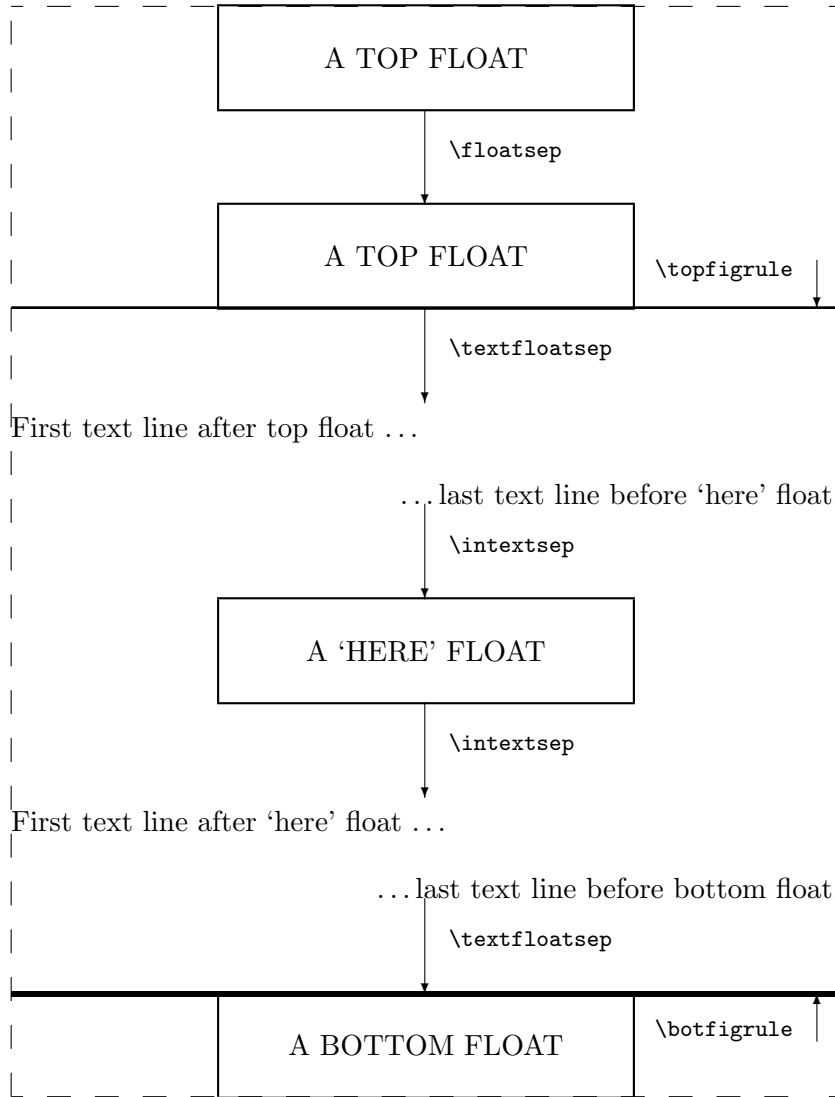 A TOP FLOAT
\floatsep
A TOP FLOAT
\topfigrule
\textfloatsep
First text line after top float ...
... last text line before ‘here’ float
\intextsep
A ‘HERE’ FLOAT
\intextsep
First text line after ‘here’ float ...
... last text line before bottom float
\textfloatsep
A BOTTOM FLOAT
\botfigrule